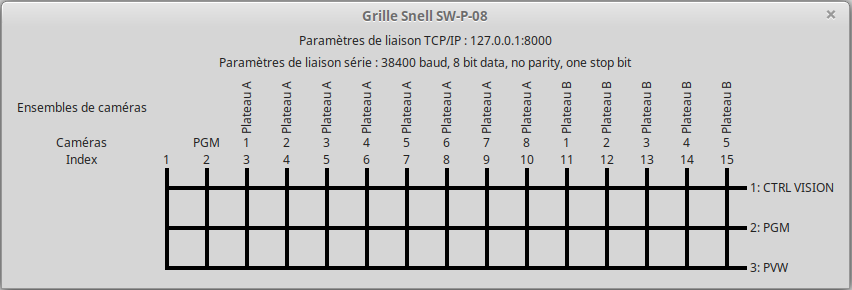 Grille Snell SW-P-08
Paramètres de liaison TCP/IP : 127.0.0.1:8000
Paramètres de liaison série : 38400 baud, 8 bit data, no parity, one stop bit
Ensembles de caméras Plateau A Plateau A Plateau A Plateau A Plateau A Plateau A Plateau A Plateau A Plateau B Plateau B Plateau B Plateau B Plateau B
Caméras PGM 1 2 3 4 5 6 7 8 1 2 3 4 5
Index 1 2 3 4 5 6 7 8 9 10 11 12 13 14 15
1: CTRL VISION
2: PGM
3: PVW